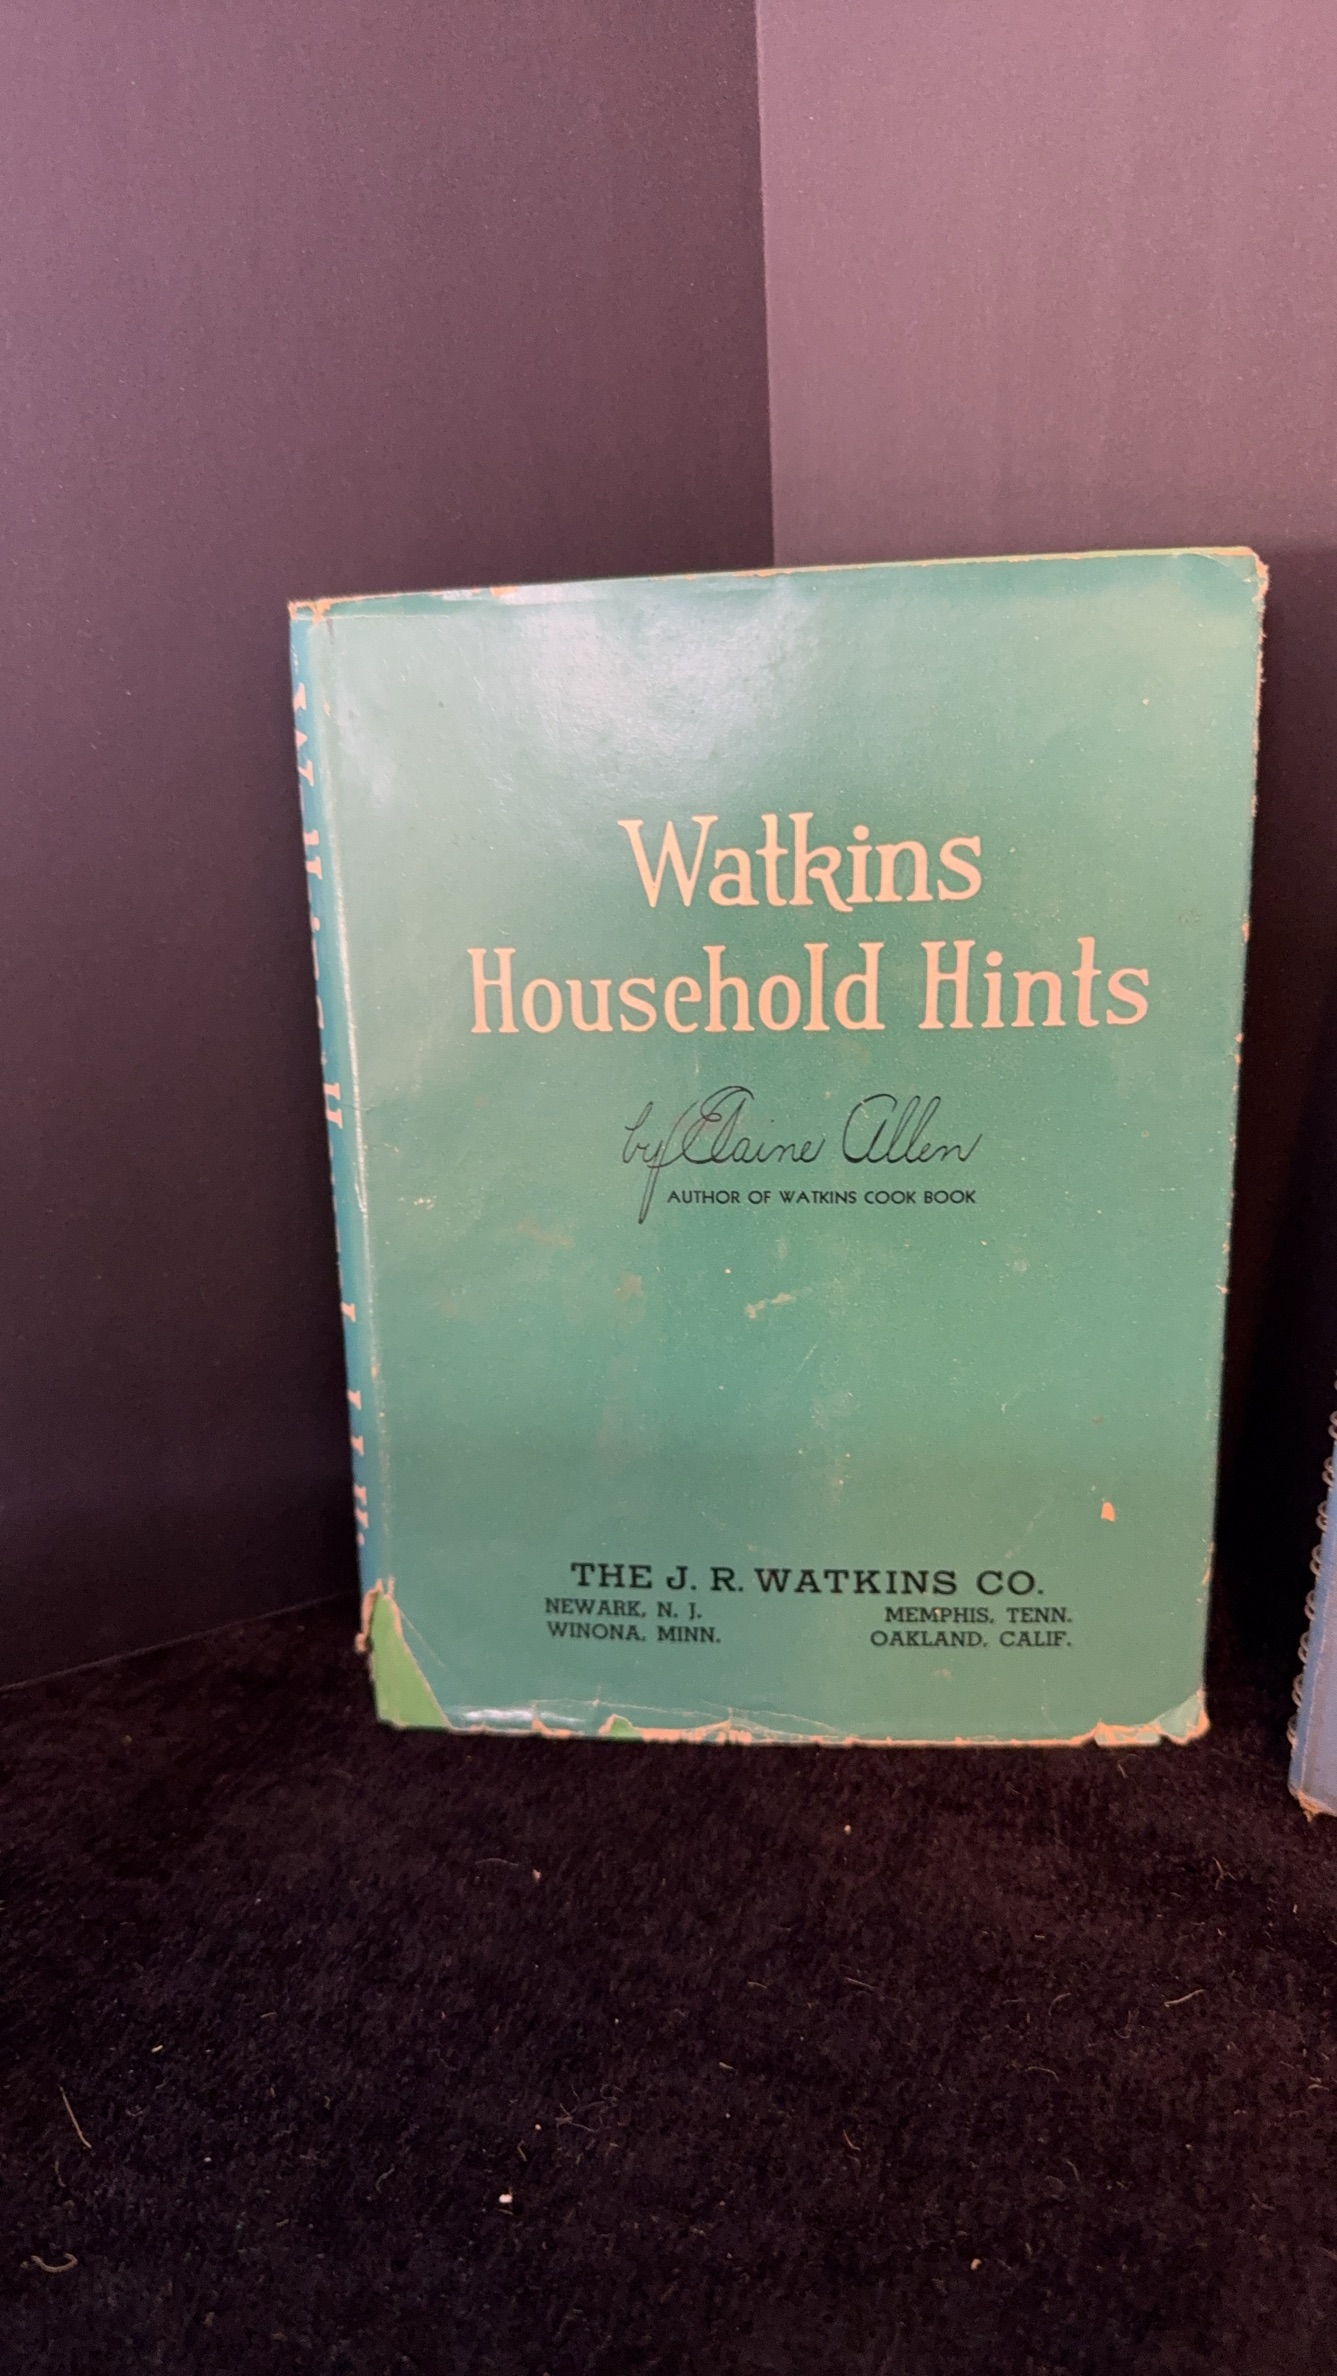 Watkins
Household Hints
by Elaine Allen
AUTHOR OF WATKINS COOK BOOK
THE J. R. WATKINS CO.
NEWARK, N. J. MEMPHIS, TENN.
WINONA, MINN. OAKLAND, CALIF.